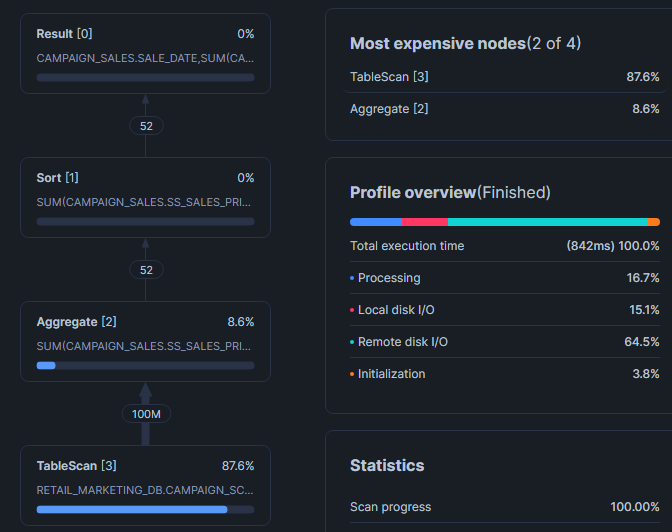 Result [0] 0%
CAMPAIGN_SALES.SALE_DATE,SUM(CA...
52
Sort [1] 0%
SUM(CAMPAIGN_SALES.SS_SALES_PRI...
52
Aggregate [2] 8.6%
SUM(CAMPAIGN_SALES.SS_SALES_PRI...
100M
TableScan [3] 87.6%
RETAIL_MARKETING_DB.CAMPAIGN_SC...
Most expensive nodes(2 of 4)
TableScan [3] 87.6%
Aggregate [2] 8.6%
Profile overview(Finished)
Total execution time (842ms) 100.0%
Processing 16.7%
Local disk I/O 15.1%
Remote disk I/O 64.5%
Initialization 3.8%
Statistics
Scan progress 100.00%